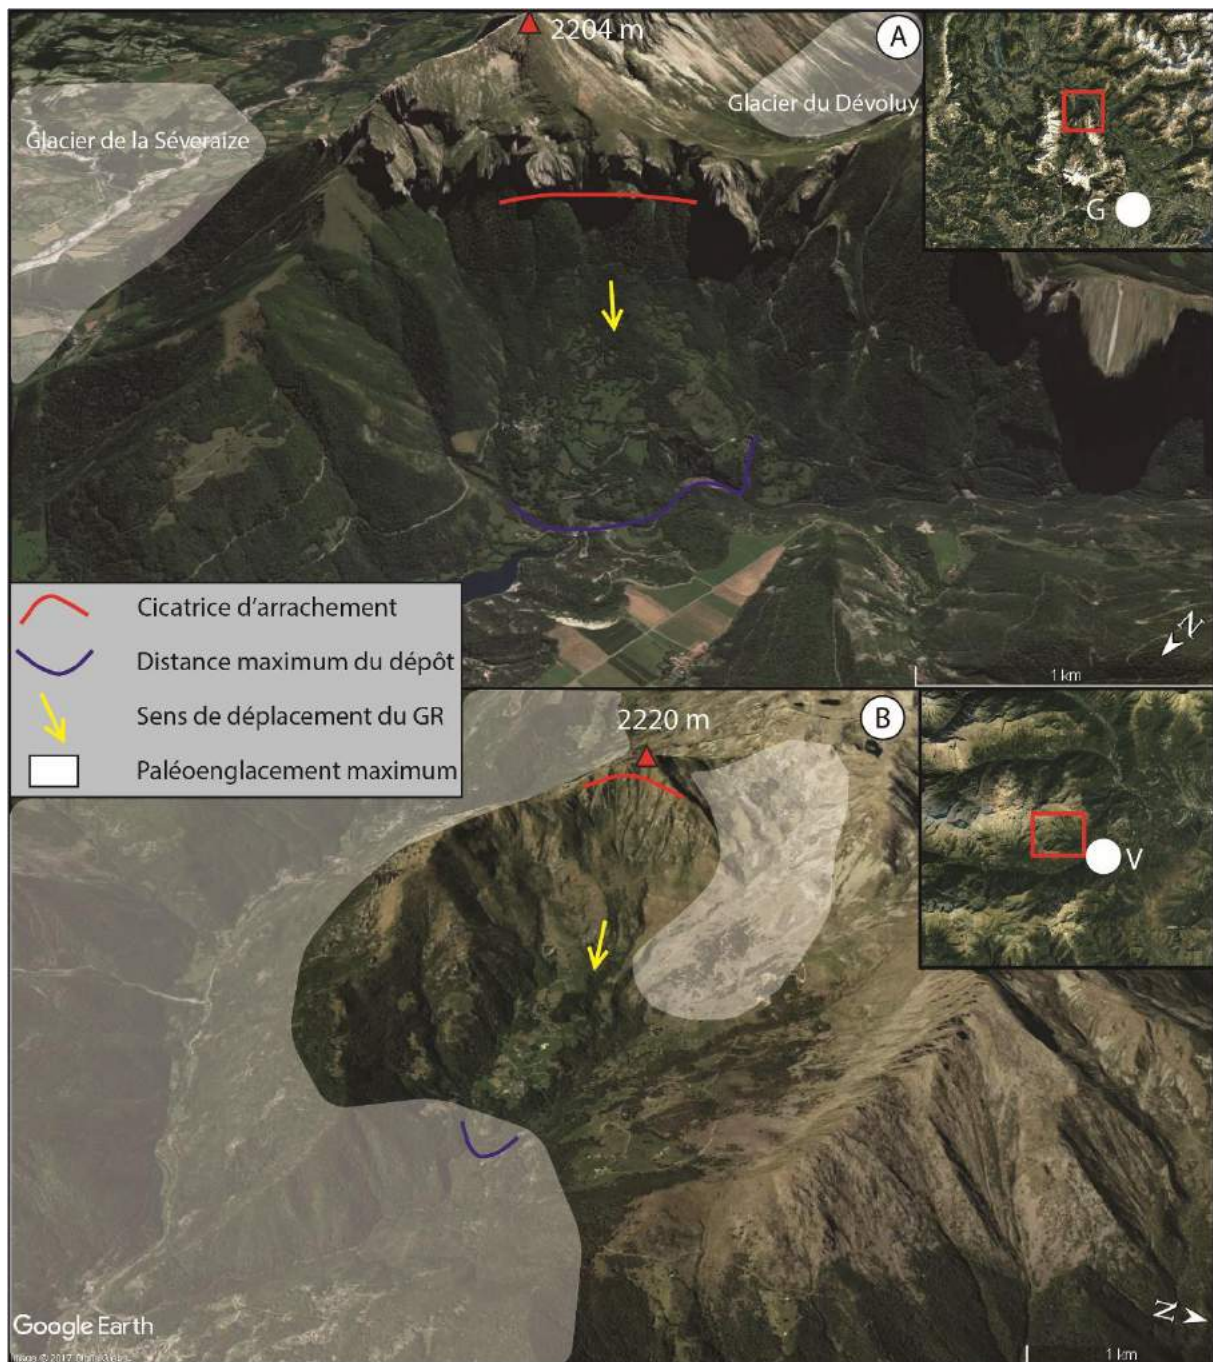 2204 m
A
Glacier de la Séveraize
Glacier du Dévoluy
G
N
1 km
Cicatrice d'arrachement
Distance maximum du dépôt
Sens de déplacement du GR
Paléoenglacement maximum
2220 m
B
V
N
1 km
Google Earth